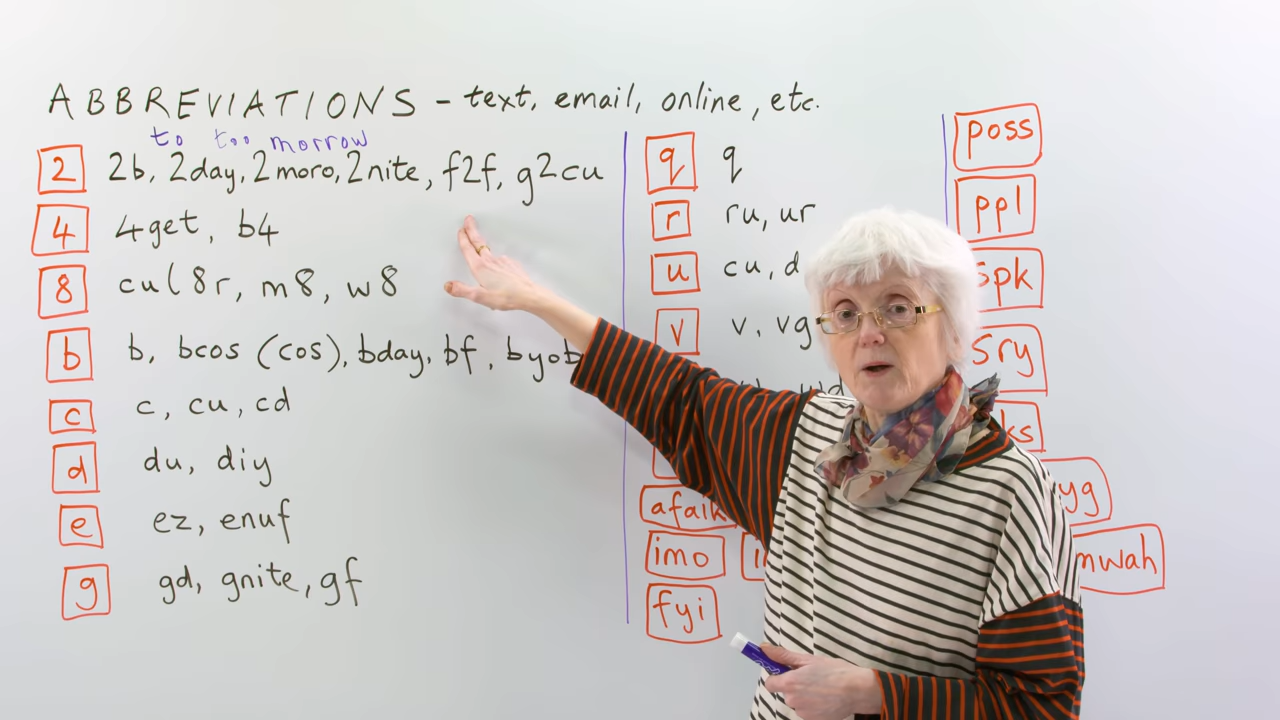 ABBREVIATIONS - text, email, online, etc.
to too morrow
2 2b, 2day, 2moro, 2nite, f2f, g2cu
4 4get, b4
8 cul8r, m8, w8
b b, bcos (cos), bday, bf, byob
c c, cu, cd
d du, diy
e ez, enuf
g gd, gnite, gf
q q
r ru, ur
u cu,
v v, vg
afaik
imo
fyi
poss
ppl
spk
sry
mwah